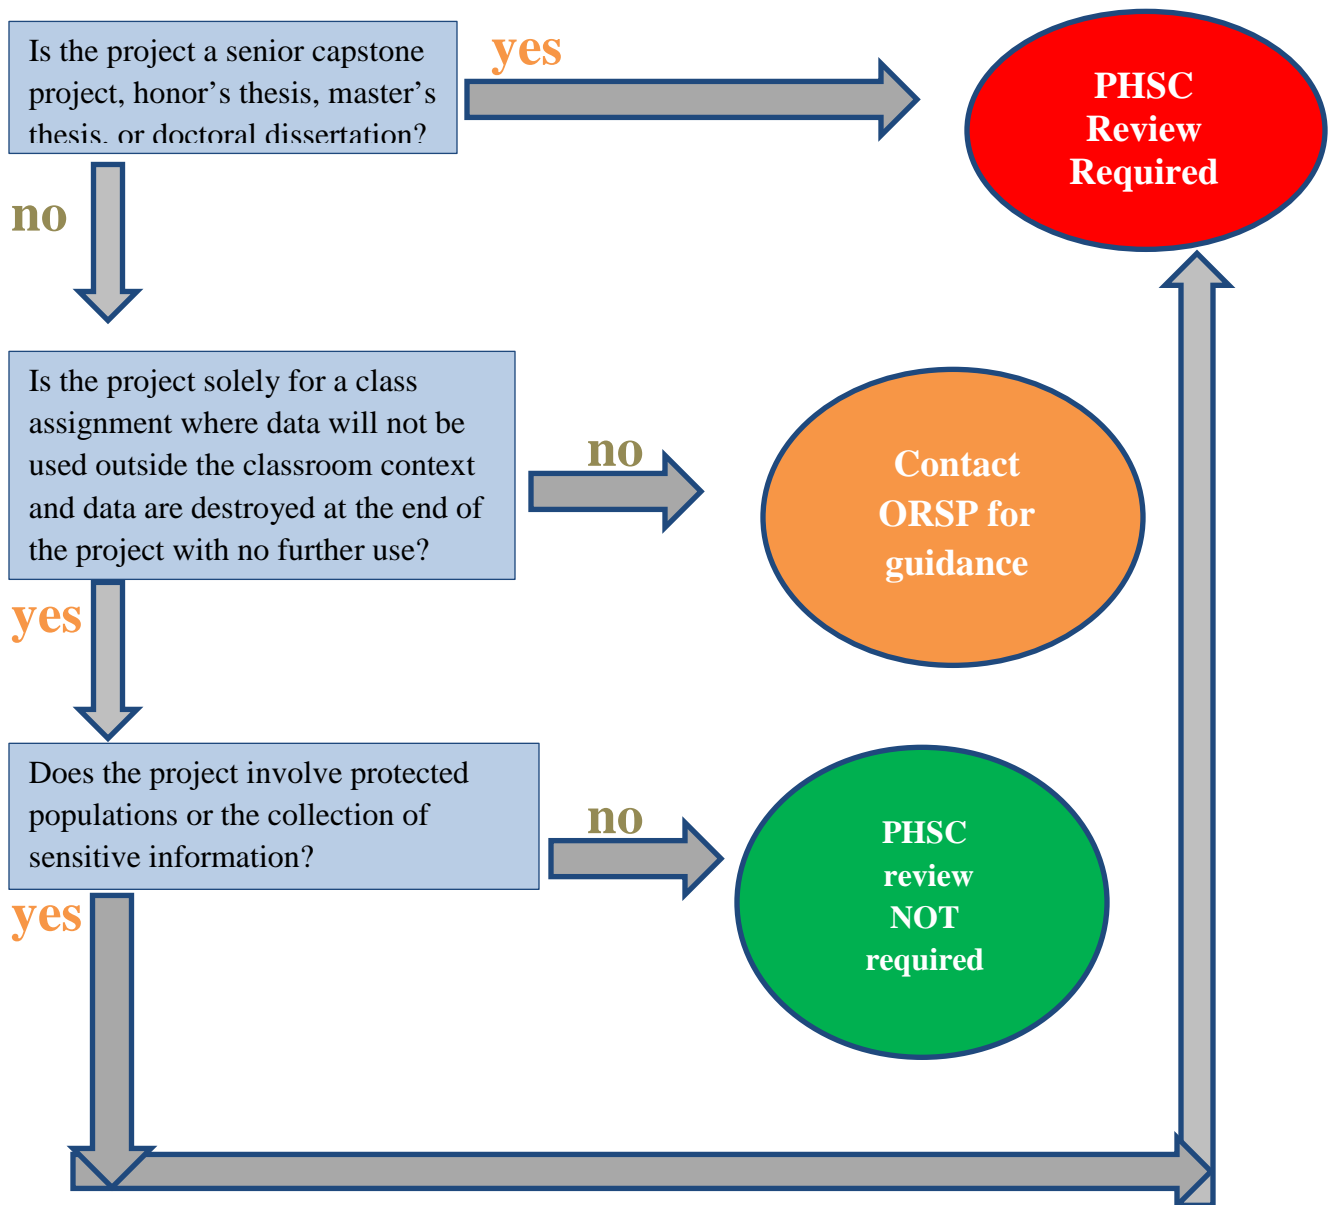 Is the project a senior capstone
project, honor’s thesis, master’s
thesis, or doctoral dissertation?
yes
PHSC
Review
Required
no
Is the project solely for a class
assignment where data will not be
used outside the classroom context
and data are destroyed at the end of
the project with no further use?
no
Contact
ORSP for
guidance
yes
Does the project involve protected
populations or the collection of
sensitive information?
no
PHSC
review
NOT
required
yes